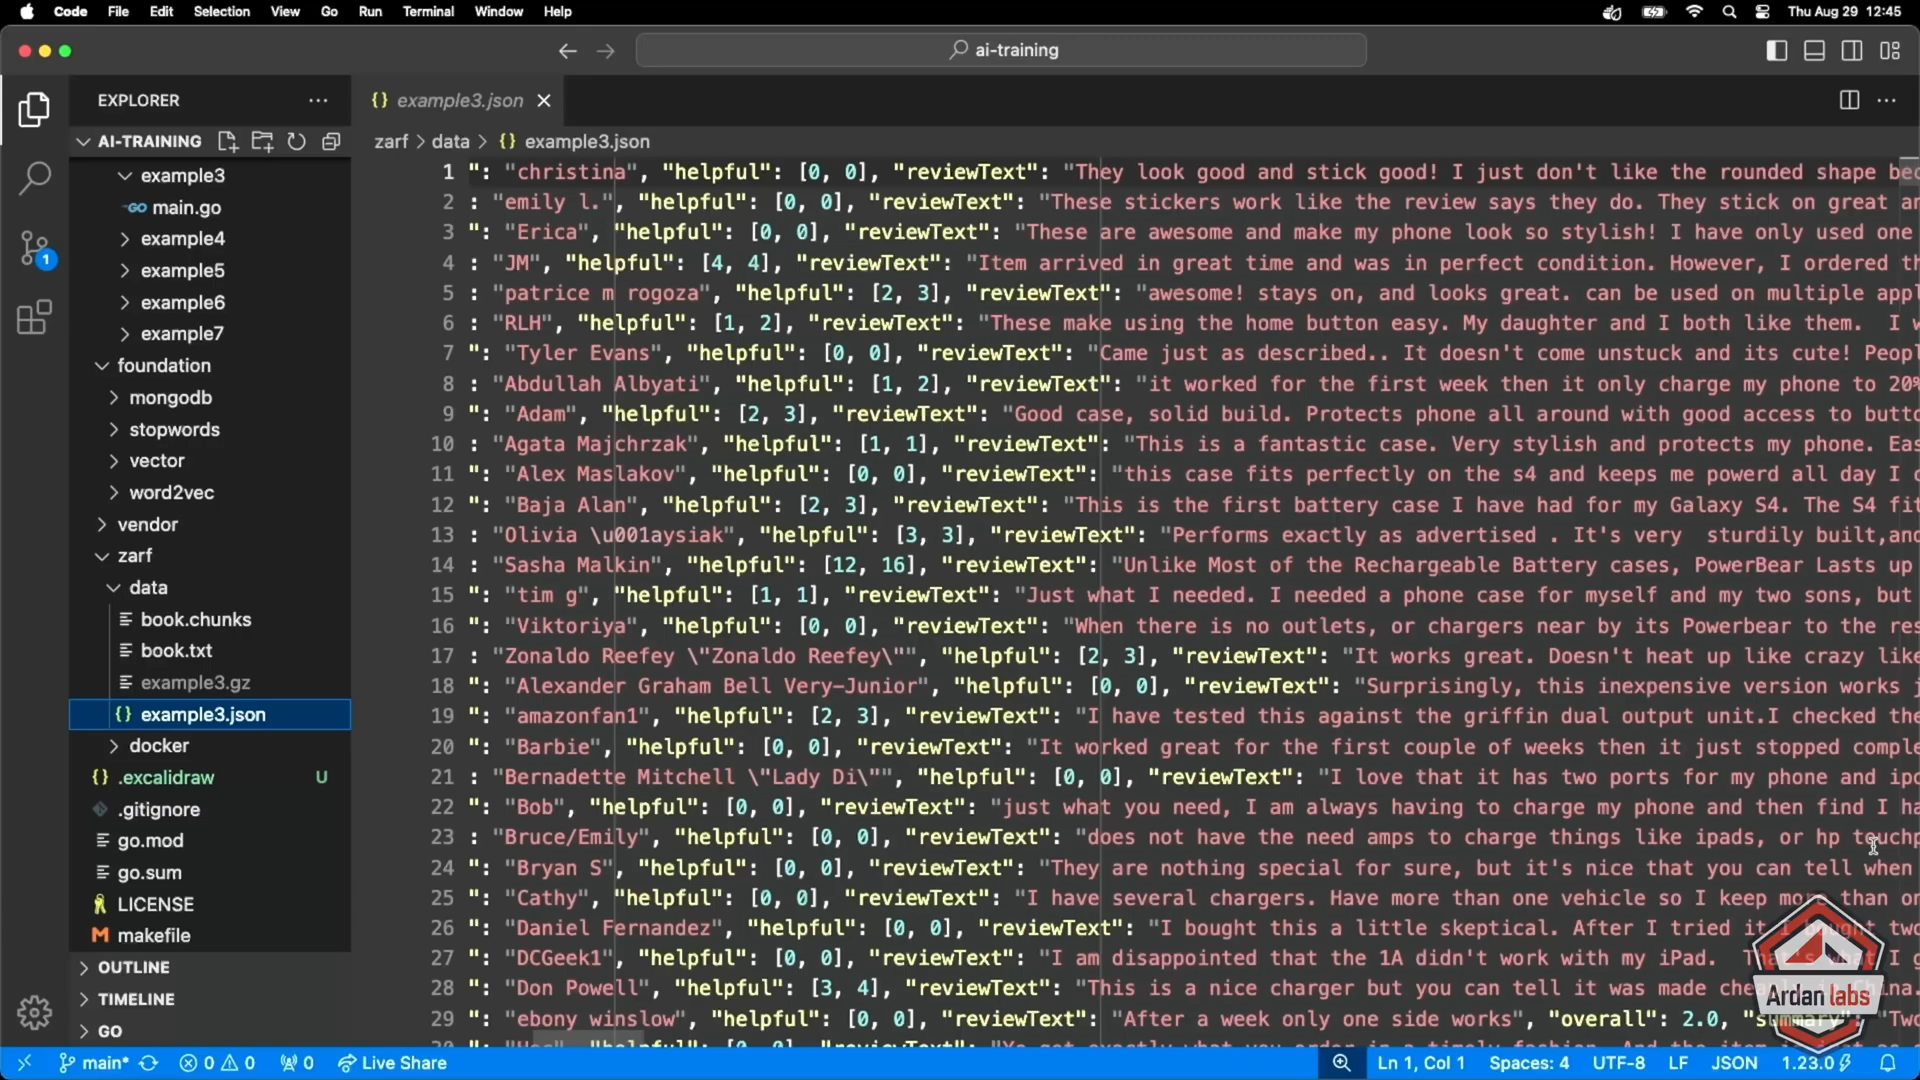 Code File Edit Selection View Go Run Terminal Window Help Thu Aug 29 12:45
ai-training
EXPLORER
example3.json
AI-TRAINING
zarf > data > {} example3.json
example3
main.go
example4
example5
example6
example7
foundation
mongodb
stopwords
vector
word2vec
vendor
zarf
data
book.chunks
book.txt
example3.gz
{} example3.json
docker
{} .excalidraw U
.gitignore
go.mod
go.sum
LICENSE
makefile
OUTLINE
TIMELINE
GO
1
1 ": "christina", "helpful": [0, 0], "reviewText": "They look good and stick good! I just don't like the rounded shape bec
2 : "emily l.", "helpful": [0, 0], "reviewText": "These stickers work like the review says they do. They stick on great an
3 ": "Erica", "helpful": [0, 0], "reviewText": "These are awesome and make my phone look so stylish! I have only used one
4 : "JM", "helpful": [4, 4], "reviewText": "Item arrived in great time and was in perfect condition. However, I ordered th
5 ": "patrice m rogoza", "helpful": [2, 3], "reviewText": "awesome! stays on, and looks great. can be used on multiple appl
6 ": "RLH", "helpful": [1, 2], "reviewText": "These make using the home button easy. My daughter and I both like them.  I w
7 ": "Tyler Evans", "helpful": [0, 0], "reviewText": "Came just as described.. It doesn't come unstuck and its cute! Peopl
8 : "Abdullah Albyati", "helpful": [1, 2], "reviewText": "it worked for the first week then it only charge my phone to 20%
9 ": "Adam", "helpful": [2, 3], "reviewText": "Good case, solid build. Protects phone all around with good access to butto
10 : "Agata Majchrzak", "helpful": [1, 1], "reviewText": "This is a fantastic case. Very stylish and protects my phone. Eas
11 ": "Alex Maslakov", "helpful": [0, 0], "reviewText": "this case fits perfectly on the s4 and keeps me powerd all day I c
12 ": "Baja Alan", "helpful": [2, 3], "reviewText": "This is the first battery case I have had for my Galaxy S4. The S4 fit
13 : "Olivia \u001aysiak", "helpful": [3, 3], "reviewText": "Performs exactly as advertised . It's very  sturdily built,and
14 : "Sasha Malkin", "helpful": [12, 16], "reviewText": "Unlike Most of the Rechargeable Battery cases, PowerBear Lasts up
15 ": "tim g", "helpful": [1, 1], "reviewText": "Just what I needed. I needed a phone case for myself and my two sons, but
16 ": "Viktoriya", "helpful": [0, 0], "reviewText": "When there is no outlets, or chargers near by its Powerbear to the res
17 : "Zonaldo Reefey \"Zonaldo Reefey\"", "helpful": [2, 3], "reviewText": "It works great. Doesn't heat up like crazy like
18 ": "Alexander Graham Bell Very-Junior", "helpful": [0, 0], "reviewText": "Surprisingly, this inexpensive version works j
19 ": "amazonfan1", "helpful": [2, 3], "reviewText": "I have tested this against the griffin dual output unit.I checked the
20 ": "Barbie", "helpful": [0, 0], "reviewText": "It worked great for the first couple of weeks then it just stopped comple
21 : "Bernadette Mitchell \"Lady Di\"", "helpful": [0, 0], "reviewText": "I love that it has two ports for my phone and ipo
22 ": "Bob", "helpful": [0, 0], "reviewText": "just what you need, I am always having to charge my phone and then find I ha
23 : "Bruce/Emily", "helpful": [0, 0], "reviewText": "does not have the need amps to charge things like ipads, or hp touchp
24 ": "Bryan S", "helpful": [0, 0], "reviewText": "They are nothing special for sure, but it's nice that you can tell when
25 ": "Cathy", "helpful": [0, 0], "reviewText": "I have several chargers. Have more than one vehicle so I keep more than on
26 : "Daniel Fernandez", "helpful": [0, 0], "reviewText": "I bought this a little skeptical. After I tried it I bought two
27 ": "DCGeek1", "helpful": [0, 0], "reviewText": "I am disappointed that the 1A didn't work with my iPad.  That's what I g
28 ": "Don Powell", "helpful": [3, 4], "reviewText": "This is a nice charger but you can tell it was made
29 ": "ebony winslow", "helpful": [0, 0], "reviewText": "After a week only one side works", "overall": 2.0, "summary": "Two
Ardan labs
main* 0 0 0 Live Share Ln 1, Col 1 Spaces: 4 UTF-8 LF JSON 1.23.0